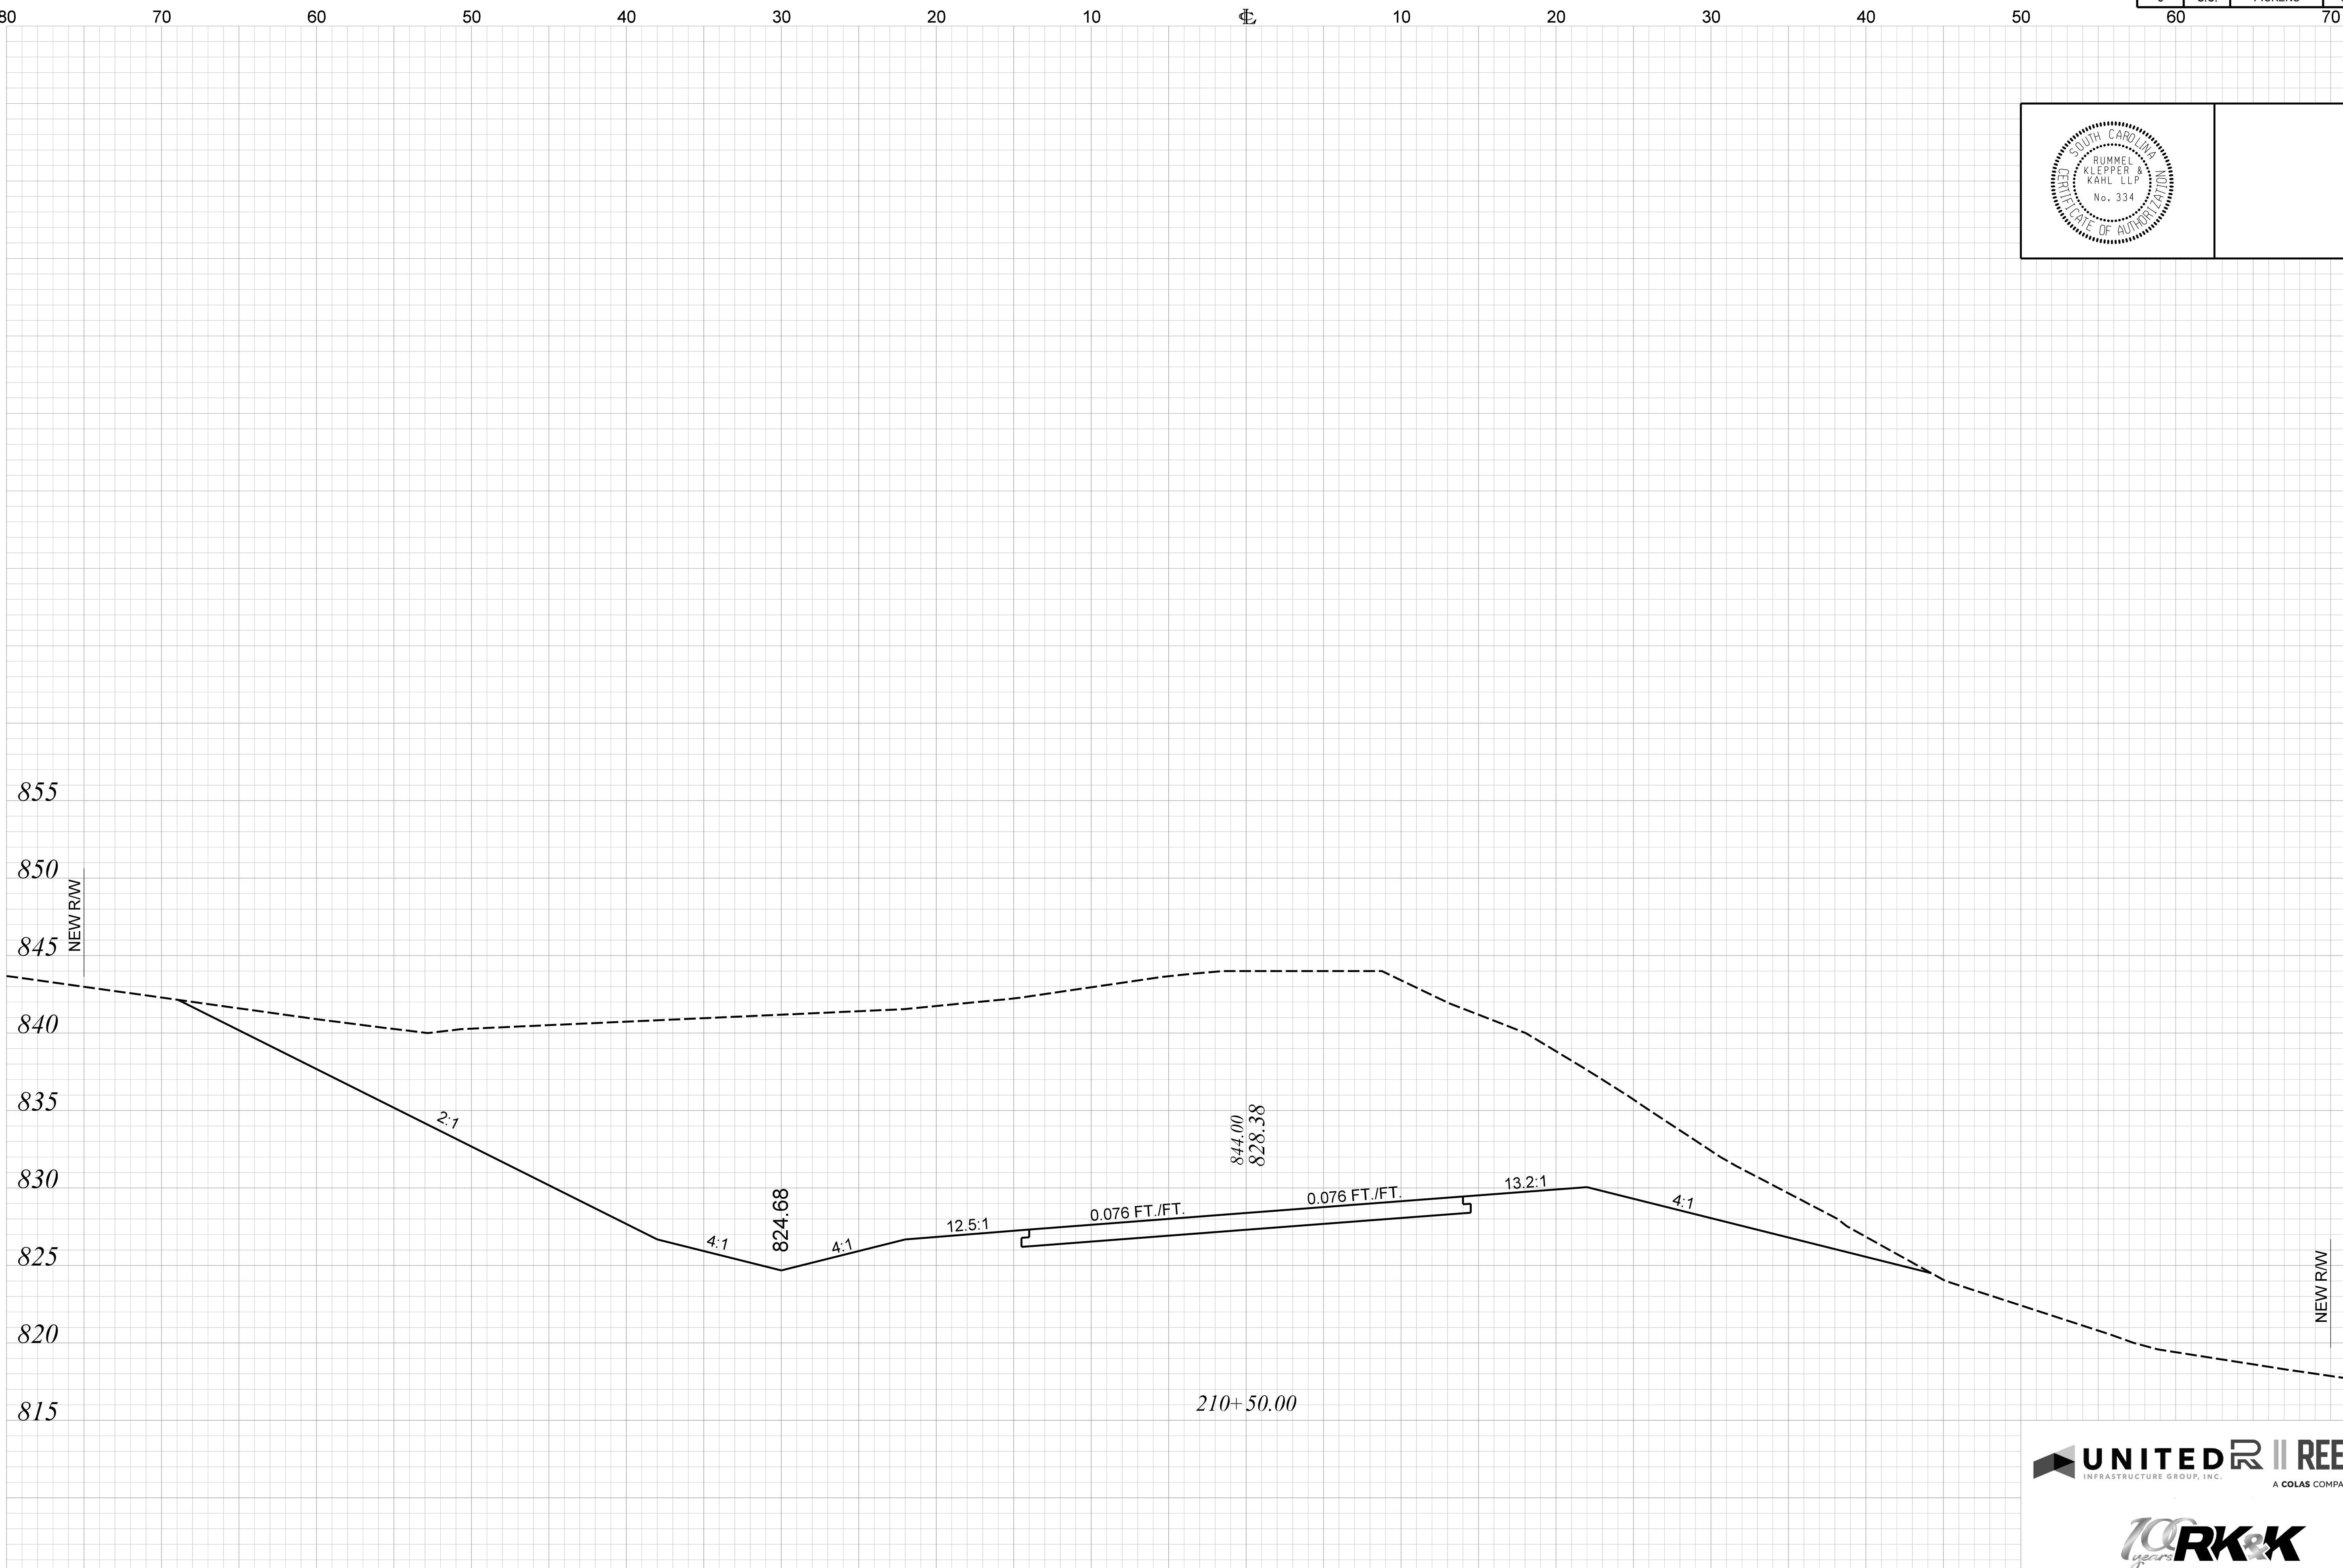 80 70 60 50 40 30 20 10 ℄ 10 20 30 40 50 60 70
SOUTH CAROLINA
RUMMEL
KLEPPER &
KAHL LLP
No. 334
CERTIFICATE OF AUTHORIZATION
855
850
NEW R/W
845
840
835
2:1
844.00
828.38
830
824.68
4:1
4:1
12.5:1
0.076 FT./FT.
0.076 FT./FT.
13.2:1
4:1
825
NEW R/W
820
815
210+50.00
UNITED
INFRASTRUCTURE GROUP, INC.
R REE
A COLAS COMPA
100 years
RK&K